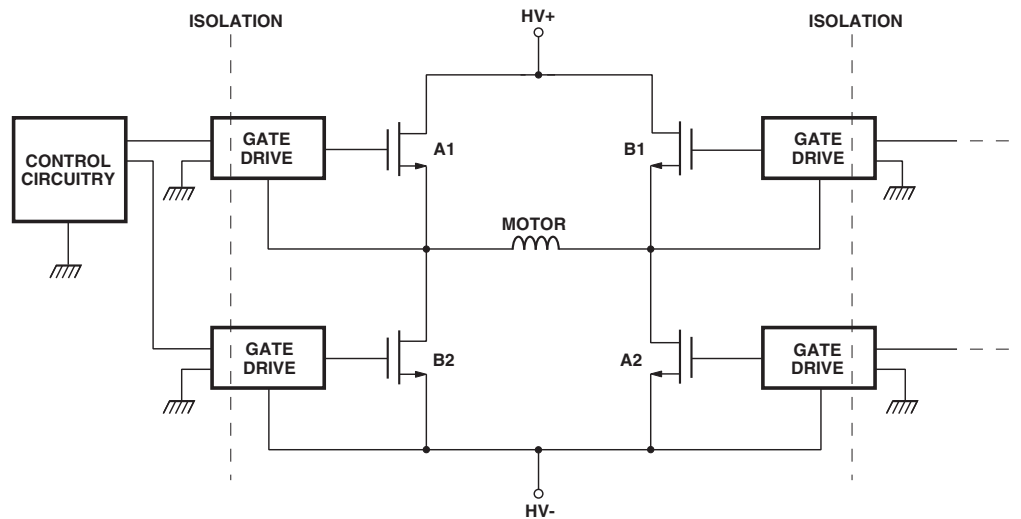 ISOLATION
HV+
ISOLATION
CONTROL
CIRCUITRY
GATE
DRIVE
A1
B1
GATE
DRIVE
MOTOR
GATE
DRIVE
B2
A2
GATE
DRIVE
HV-